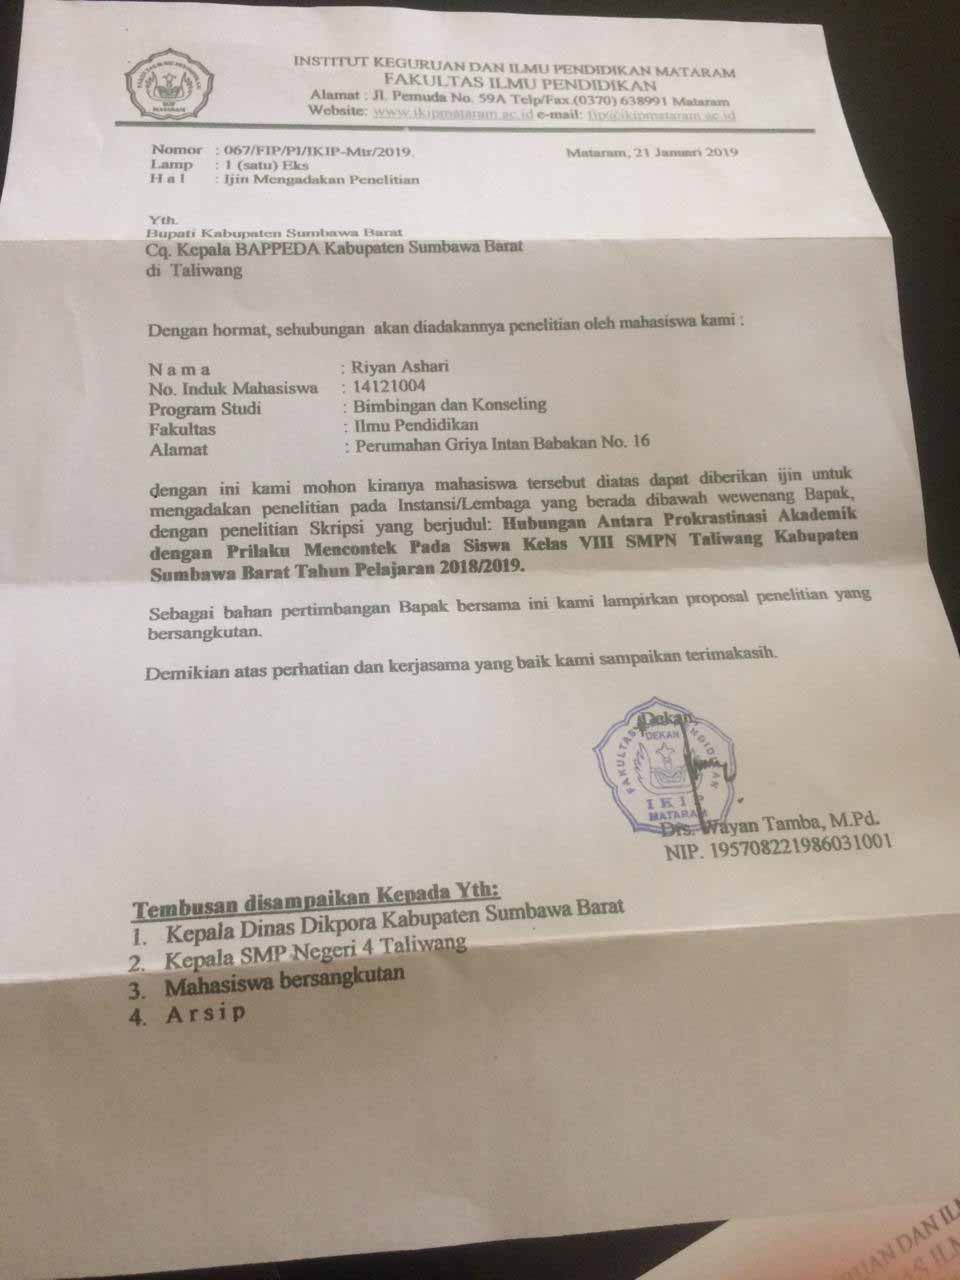 INSTITUT KEGURUAN DAN ILMU PENDIDIKAN MATARAM
FAKULTAS ILMU PENDIDIKAN
Alamat : Jl. Pemuda No. 59A Telp/Fax.(0370) 638991 Mataram
Website: www.ikipmataram.ac.id e-mail: fip@ikipmataram.ac.id
Nomor : 067/FIP/PI/IKIP-Mtr/2019. Mataram, 21 Januari 2019
Lamp : 1 (satu) Eks
H a l : Ijin Mengadakan Penelitian
Yth.
Bupati Kabupaten Sumbawa Barat
Cq. Kepala BAPPEDA Kabupaten Sumbawa Barat
di Taliwang
Dengan hormat, sehubungan akan diadakannya penelitian oleh mahasiswa kami :
N a m a : Riyan Ashari
No. Induk Mahasiswa : 14121004
Program Studi : Bimbingan dan Konseling
Fakultas : Ilmu Pendidikan
Alamat : Perumahan Griya Intan Babakan No. 16
dengan ini kami mohon kiranya mahasiswa tersebut diatas dapat diberikan ijin untuk
mengadakan penelitian pada Instansi/Lembaga yang berada dibawah wewenang Bapak,
dengan penelitian Skripsi yang berjudul: Hubungan Antara Prokrastinasi Akademik
dengan Prilaku Mencontek Pada Siswa Kelas VIII SMPN Taliwang Kabupaten
Sumbawa Barat Tahun Pelajaran 2018/2019.
Sebagai bahan pertimbangan Bapak bersama ini kami lampirkan proposal penelitian yang
bersangkutan.
Demikian atas perhatian dan kerjasama yang baik kami sampaikan terimakasih.
Dekan,
DEKAN
FAKULTAS
MATARAM
Drs. Wayan Tamba, M.Pd.
NIP. 195708221986031001
Tembusan disampaikan Kepada Yth:
1. Kepala Dinas Dikpora Kabupaten Sumbawa Barat
2. Kepala SMP Negeri 4 Taliwang
3. Mahasiswa bersangkutan
4. A r s i p